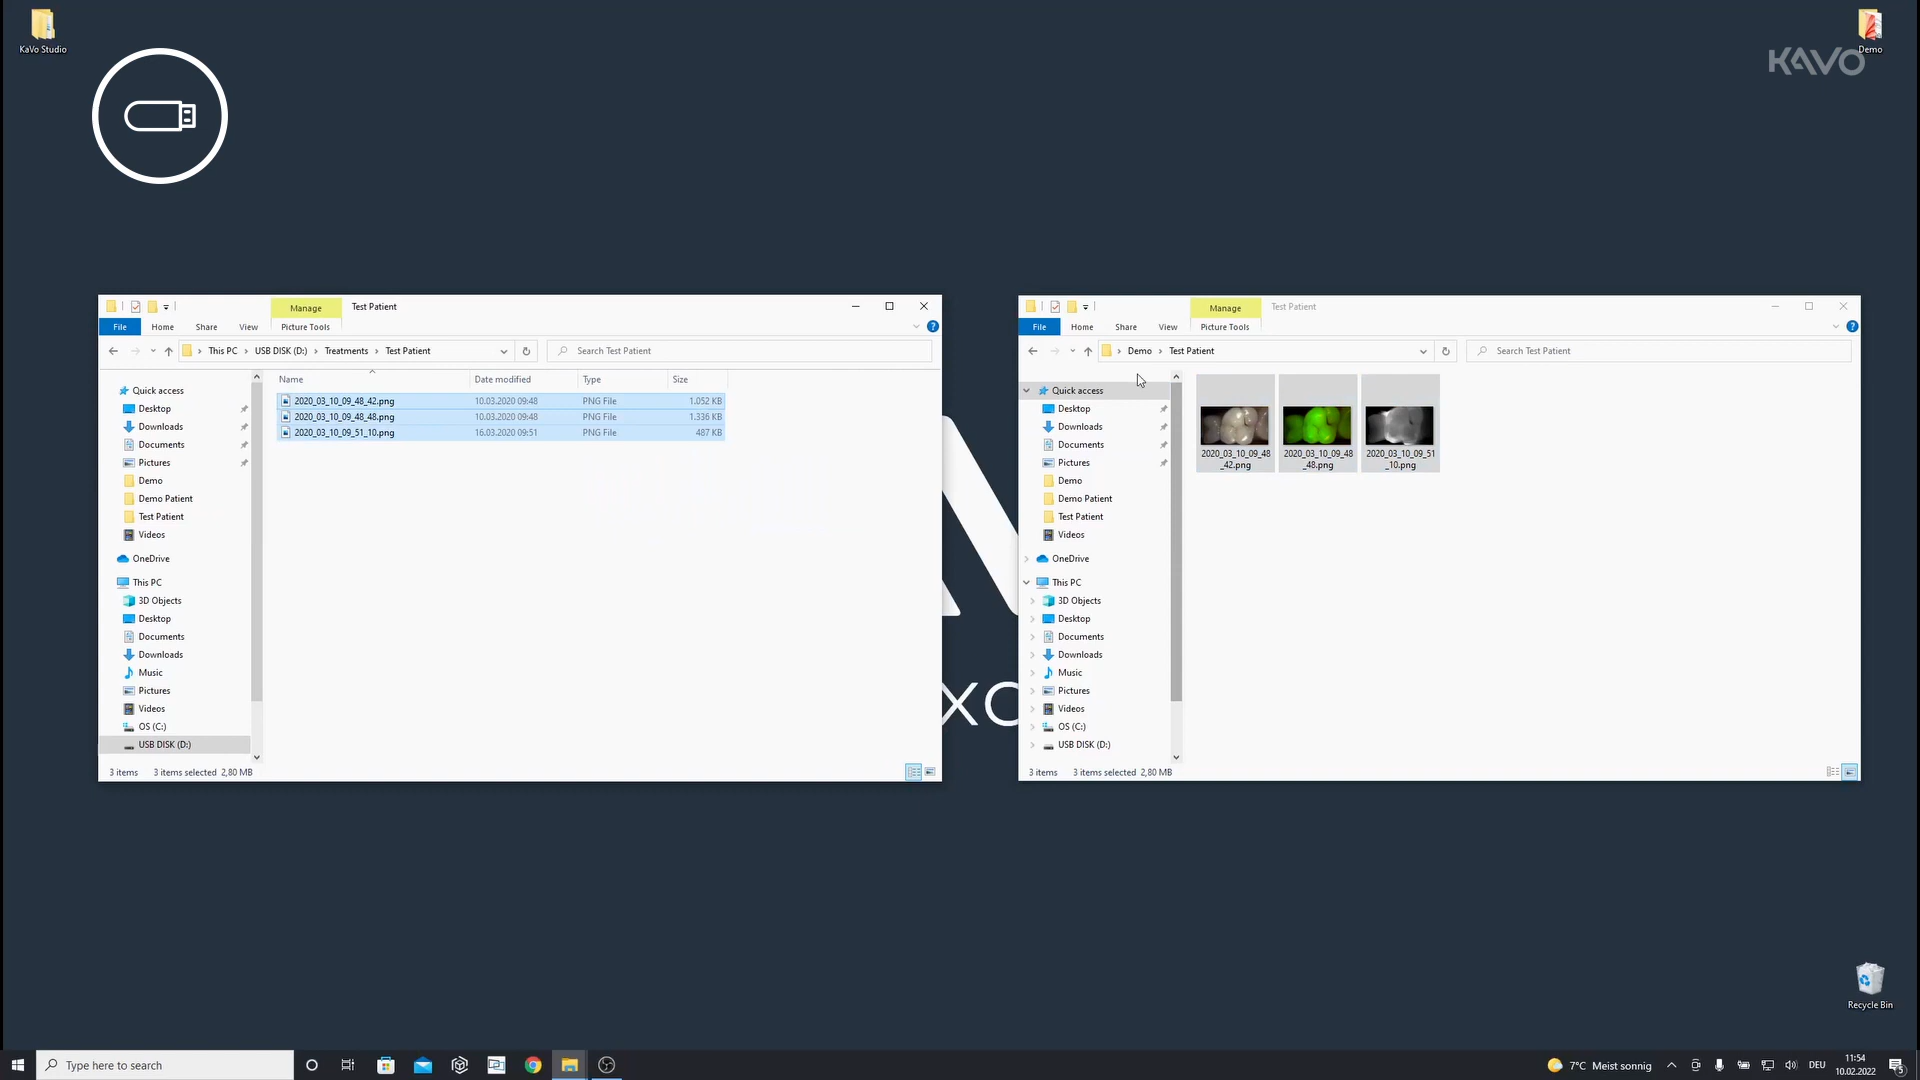 KaVo Studio
Demo
KAVO
Manage
Test Patient
File
Home
Share
View
Picture Tools
This PC
USB DISK (D:)
Treatments
Test Patient
Search Test Patient
Quick access
Desktop
Downloads
Documents
Pictures
Demo
Demo Patient
Test Patient
Videos
OneDrive
This PC
3D Objects
Desktop
Documents
Downloads
Music
Pictures
Videos
OS (C:)
USB DISK (D:)
Name Date modified Type Size
2020_03_10_09_48_42.png 10.03.2020 09:48 PNG File 1.052 KB
2020_03_10_09_48_48.png 10.03.2020 09:48 PNG File 1.336 KB
2020_03_10_09_51_10.png 16.03.2020 09:51 PNG File 487 KB
3 items 3 items selected 2,80 MB
Manage
Test Patient
File
Home
Share
View
Picture Tools
Demo
Test Patient
Search Test Patient
Quick access
Desktop
Downloads
Documents
Pictures
Demo
Demo Patient
Test Patient
Videos
OneDrive
This PC
3D Objects
Desktop
Documents
Downloads
Music
Pictures
Videos
OS (C:)
USB DISK (D:)
2020_03_10_09_48
_42.png
2020_03_10_09_48
_48.png
2020_03_10_09_51
_10.png
3 items 3 items selected 2,80 MB
Recycle Bin
Type here to search
7°C Meist sonnig
DEU
11:54
10.02.2022
5